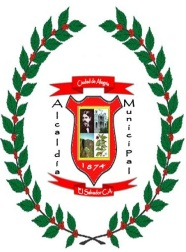 Ciudad de Alegría
Alcaldía
Municipal
1874
El Salvador C.A.